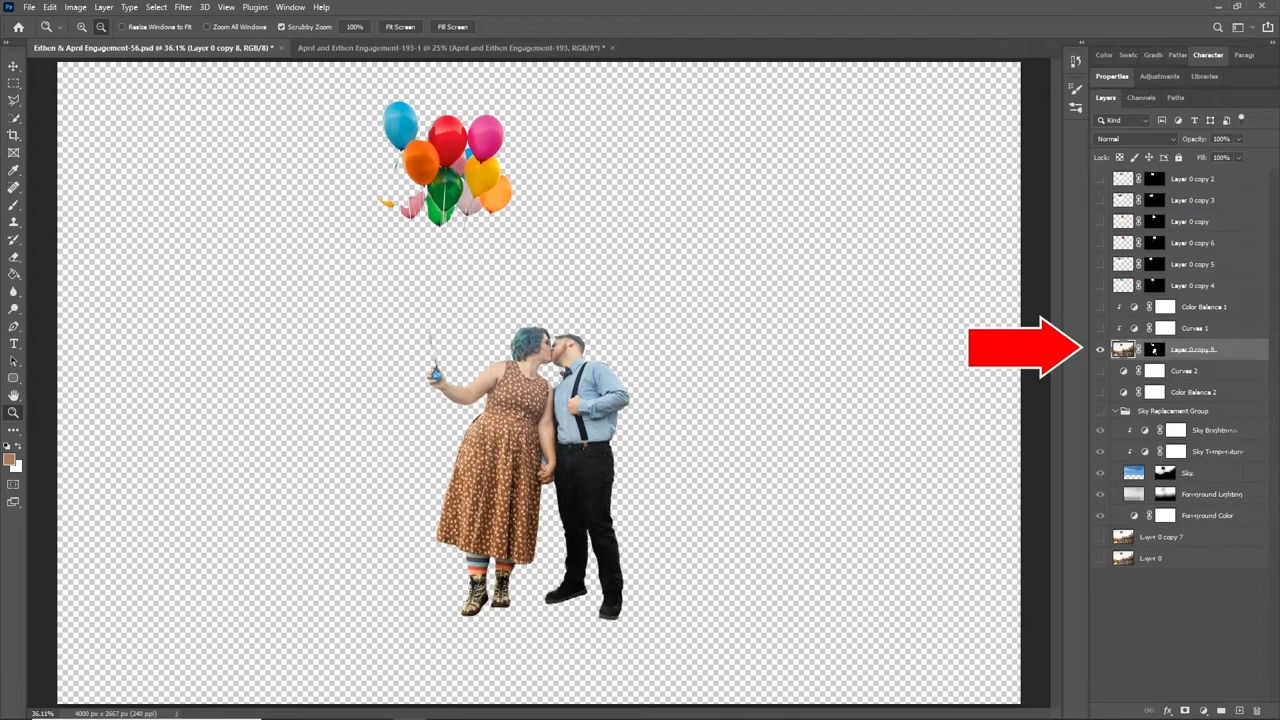 Ps File Edit Image Layer Type Select Filter 3D View Plugins Window Help
Resize Windows to Fit Zoom All Windows Scrubby Zoom 100% Fit Screen Fill Screen
Eithen & April Engagement-56.psd @ 36.1% (Layer 0 copy 8, RGB/8) * × April and Eithen Engagement-193-1 @ 25% (April and Eithen Engagement-193, RGB/8*) * ×
Color Swatc Gradi Patter Character Parag
Properties Adjustments Libraries
Layers Channels Paths
Kind
Normal Opacity: 100%
Lock: Fill: 100%
Layer 0 copy 2
Layer 0 copy 3
Layer 0 copy
Layer 0 copy 6
Layer 0 copy 5
Layer 0 copy 4
Color Balance 1
Curves 1
Layer 0 copy 8
Curves 2
Color Balance 2
Sky Replacement Group
Sky Brightness
Sky Temperature
Sky
Foreground Lighting
Foreground Color
Layer 0 copy 7
Layer 0
36.11% 4000 px x 2667 px (240 ppi)